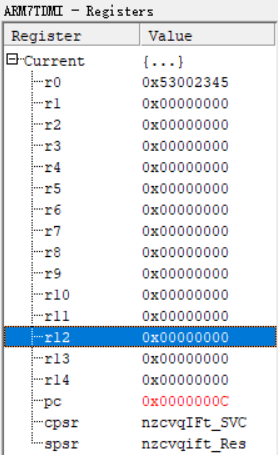 ARM7TDMI - Registers
Register Value
Current {...}
r0 0x53002345
r1 0x00000000
r2 0x00000000
r3 0x00000000
r4 0x00000000
r5 0x00000000
r6 0x00000000
r7 0x00000000
r8 0x00000000
r9 0x00000000
r10 0x00000000
r11 0x00000000
r12 0x00000000
r13 0x00000000
r14 0x00000000
pc 0x0000000C
cpsr nzcvqIFt_SVC
spsr nzcvqift_Res